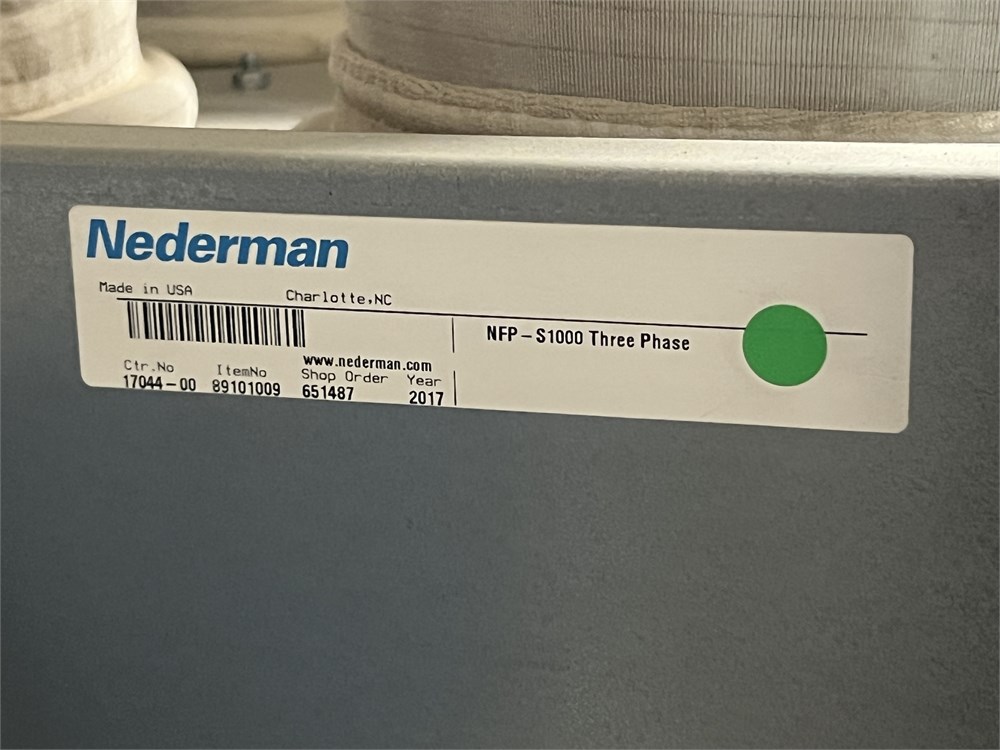 Nederman
Made in USA Charlotte,NC
NFP-S1000 Three Phase
www.nederman.com
Ctr.No ItemNo Shop Order Year
17044-00 89101009 651487 2017